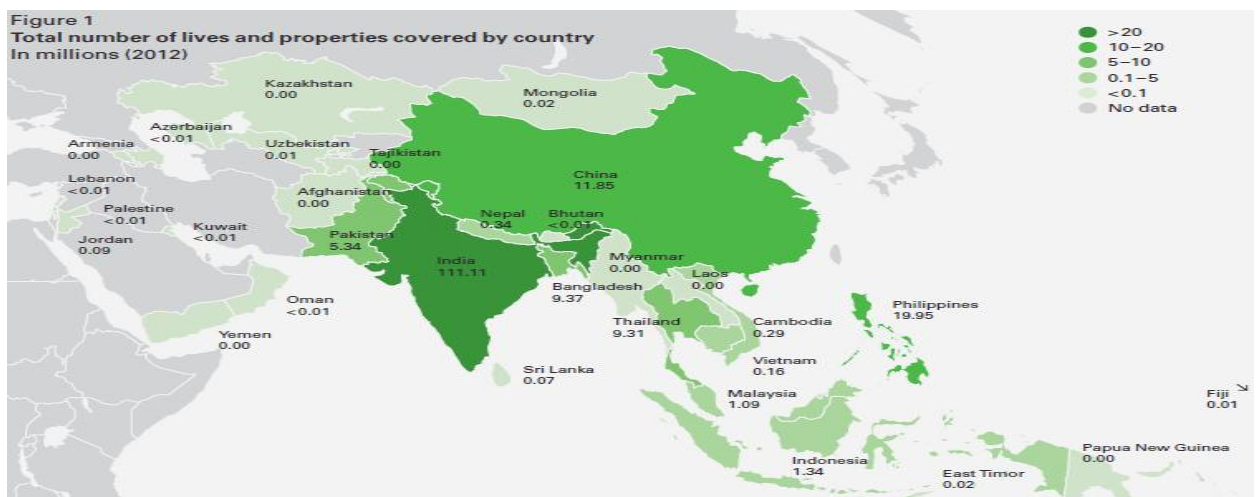 Figure 1
Total number of lives and properties covered by country
In millions (2012)
>20
10–20
5–10
0.1–5
<0.1
No data
Kazakhstan
0.00
Mongolia
0.02
Azerbaijan
<0.01
Armenia
0.00
Uzbekistan
0.01
Tajikistan
0.00
China
11.85
Lebanon
<0.01
Afghanistan
0.00
Palestine
<0.01
Kuwait
<0.01
Jordan
0.09
Pakistan
5.34
Nepal
0.34
Bhutan
<0.01
India
111.11
Myanmar
0.00
Laos
0.00
Bangladesh
9.37
Oman
<0.01
Yemen
0.00
Thailand
9.31
Cambodia
0.29
Philippines
19.95
Vietnam
0.16
Sri Lanka
0.07
Malaysia
1.09
Fiji
0.01
Indonesia
1.34
East Timor
0.02
Papua New Guinea
0.00